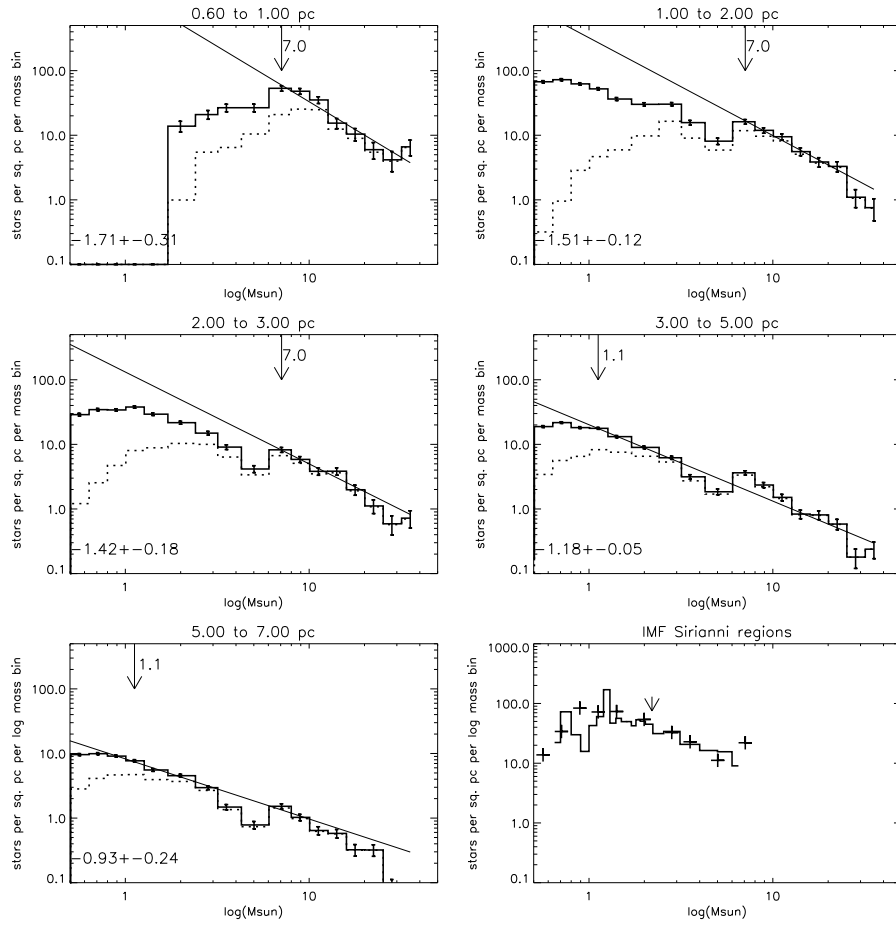 0.60 to 1.00 pc
7.0
stars per sq. pc per mass bin
100.0
10.0
1.0
0.1
-1.71+-0.31
1
10
log(Msun)
1.00 to 2.00 pc
7.0
stars per sq. pc per mass bin
100.0
10.0
1.0
0.1
-1.51+-0.12
1
10
log(Msun)
2.00 to 3.00 pc
7.0
stars per sq. pc per mass bin
100.0
10.0
1.0
0.1
-1.42+-0.18
1
10
log(Msun)
3.00 to 5.00 pc
1.1
stars per sq. pc per mass bin
100.0
10.0
1.0
0.1
-1.18+-0.05
1
10
log(Msun)
5.00 to 7.00 pc
1.1
stars per sq. pc per log mass bin
100.0
10.0
1.0
0.1
-0.93+-0.24
1
10
log(Msun)
IMF Sirianni regions
stars per sq. pc per log mass bin
1000.0
100.0
10.0
1.0
0.1
1
10
log(Msun)